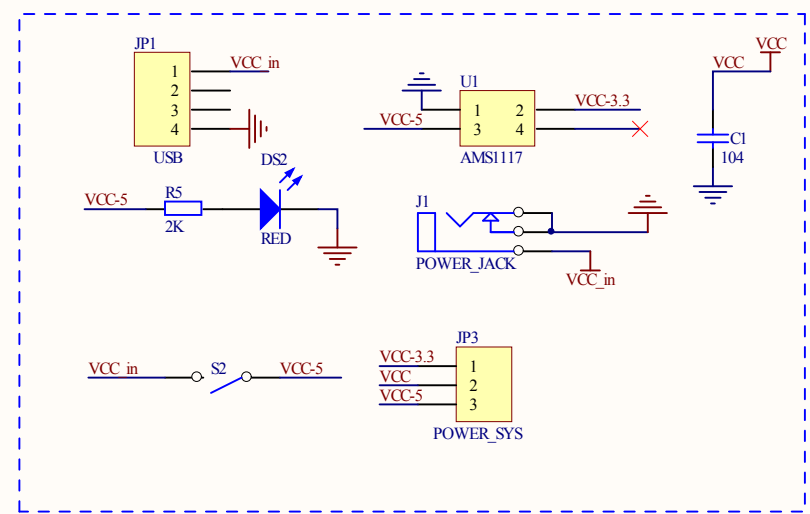 JP1
1
2
3
4
USB
VCC_in
U1
1
2
3
4
AMS1117
VCC-5
VCC-3.3
VCC
VCC
C1
104
VCC-5
R5
2K
DS2
RED
J1
POWER_JACK
VCC_in
VCC_in
S2
VCC-5
JP3
VCC-3.3
VCC
VCC-5
1
2
3
POWER_SYS